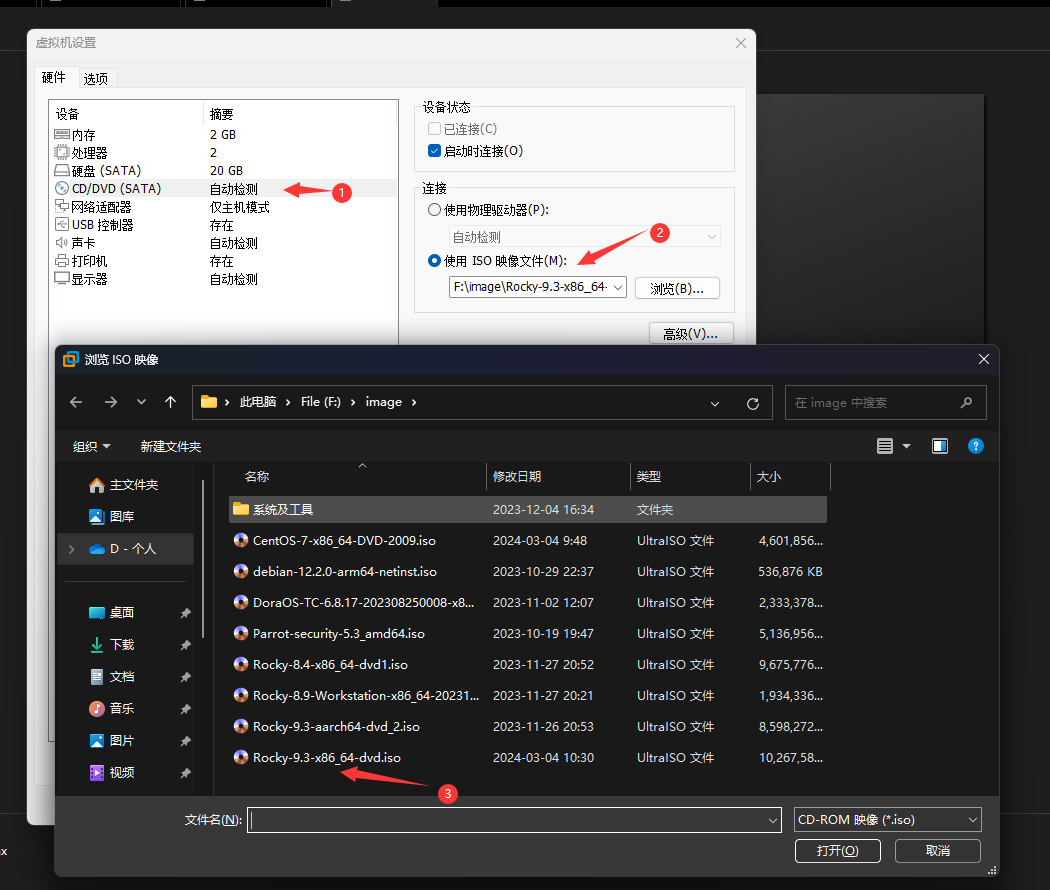 虚拟机设置
硬件 选项
设备 摘要
内存 2 GB
处理器 2
硬盘 (SATA) 20 GB
CD/DVD (SATA) 自动检测
网络适配器 仅主机模式
USB 控制器 存在
声卡 自动检测
打印机 存在
显示器 自动检测
1
设备状态
已连接(C)
启动时连接(O)
连接
使用物理驱动器(P):
自动检测
2
使用 ISO 映像文件(M):
F:\image\Rocky-9.3-x86_64-
浏览(B)...
高级(V)...
浏览 ISO 映像
此电脑 File (F:) image
在 image 中搜索
组织 新建文件夹
主文件夹
图库
D - 个人
桌面
下载
文档
音乐
图片
视频
名称 修改日期 类型 大小
系统及工具 2023-12-04 16:34 文件夹
CentOS-7-x86_64-DVD-2009.iso 2024-03-04 9:48 UltraISO 文件 4,601,856...
debian-12.2.0-arm64-netinst.iso 2023-10-29 22:37 UltraISO 文件 536,876 KB
DoraOS-TC-6.8.17-202308250008-x8... 2023-11-02 12:07 UltraISO 文件 2,333,378...
Parrot-security-5.3_amd64.iso 2023-10-19 19:47 UltraISO 文件 5,136,956...
Rocky-8.4-x86_64-dvd1.iso 2023-11-27 20:52 UltraISO 文件 9,675,776...
Rocky-8.9-Workstation-x86_64-20231... 2023-11-27 20:21 UltraISO 文件 1,934,336...
Rocky-9.3-aarch64-dvd_2.iso 2023-11-26 20:53 UltraISO 文件 8,598,272...
Rocky-9.3-x86_64-dvd.iso 2024-03-04 10:30 UltraISO 文件 10,267,58...
3
文件名(N):
CD-ROM 映像 (*.iso)
打开(O) 取消